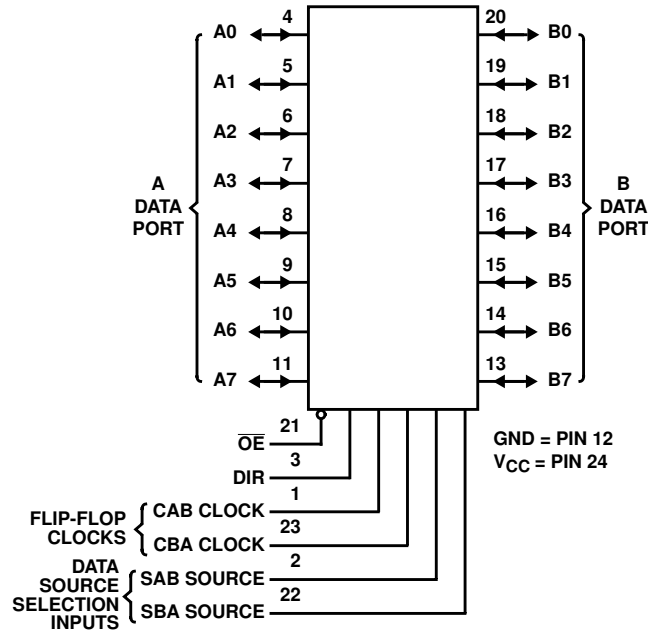 A0 4 20 B0
A1 5 19 B1
A2 6 18 B2
A3 7 17 B3
A DATA PORT
B DATA PORT
A4 8 16 B4
A5 9 15 B5
A6 10 14 B6
A7 11 13 B7
OE 21
GND = PIN 12
VCC = PIN 24
DIR 3
FLIP-FLOP CLOCKS
CAB CLOCK 1
CBA CLOCK 23
DATA SOURCE SELECTION INPUTS
SAB SOURCE 2
SBA SOURCE 22